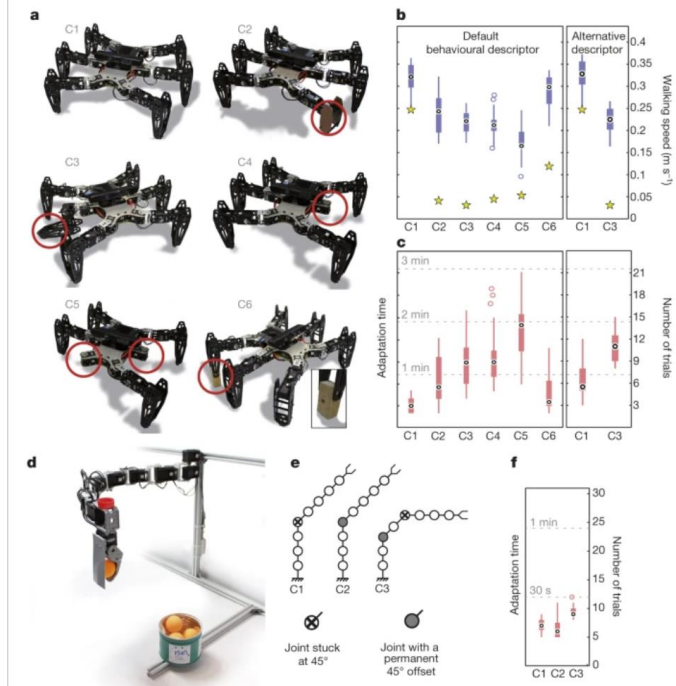 a
C1
C2
C3
C4
C5
C6
b
Default
behavioural descriptor
Alternative
descriptor
0.4
0.35
0.3
0.25
0.2
0.15
0.1
0.05
0
Walking speed (m s⁻¹)
C1 C2 C3 C4 C5 C6 C1 C3
c
3 min
2 min
1 min
Adaptation time
21
18
15
12
9
6
3
Number of trials
C1 C2 C3 C4 C5 C6 C1 C3
d
e
C1 C2 C3
Joint stuck
at 45°
Joint with a
permanent
45° offset
f
1 min
30 s
Adaptation time
30
25
20
15
10
5
0
Number of trials
C1 C2 C3